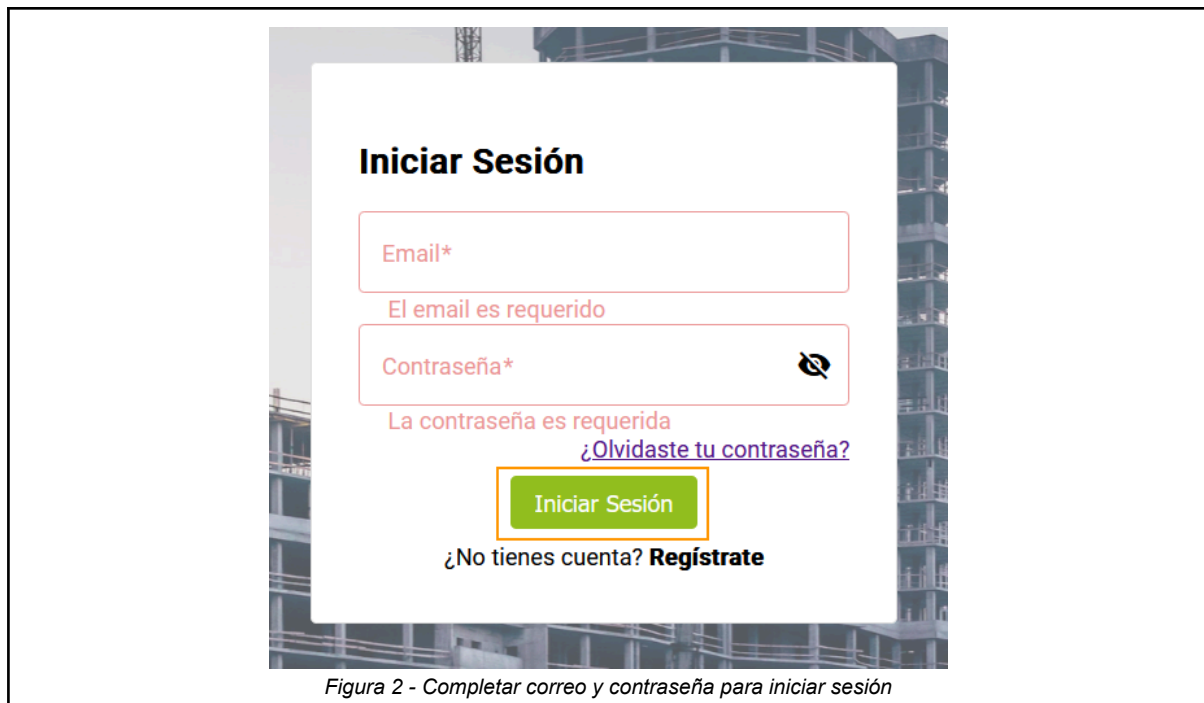 Iniciar Sesión
Email*
El email es requerido
Contraseña*
La contraseña es requerida
¿Olvidaste tu contraseña?
Iniciar Sesión
¿No tienes cuenta? Regístrate
Figura 2 - Completar correo y contraseña para iniciar sesión